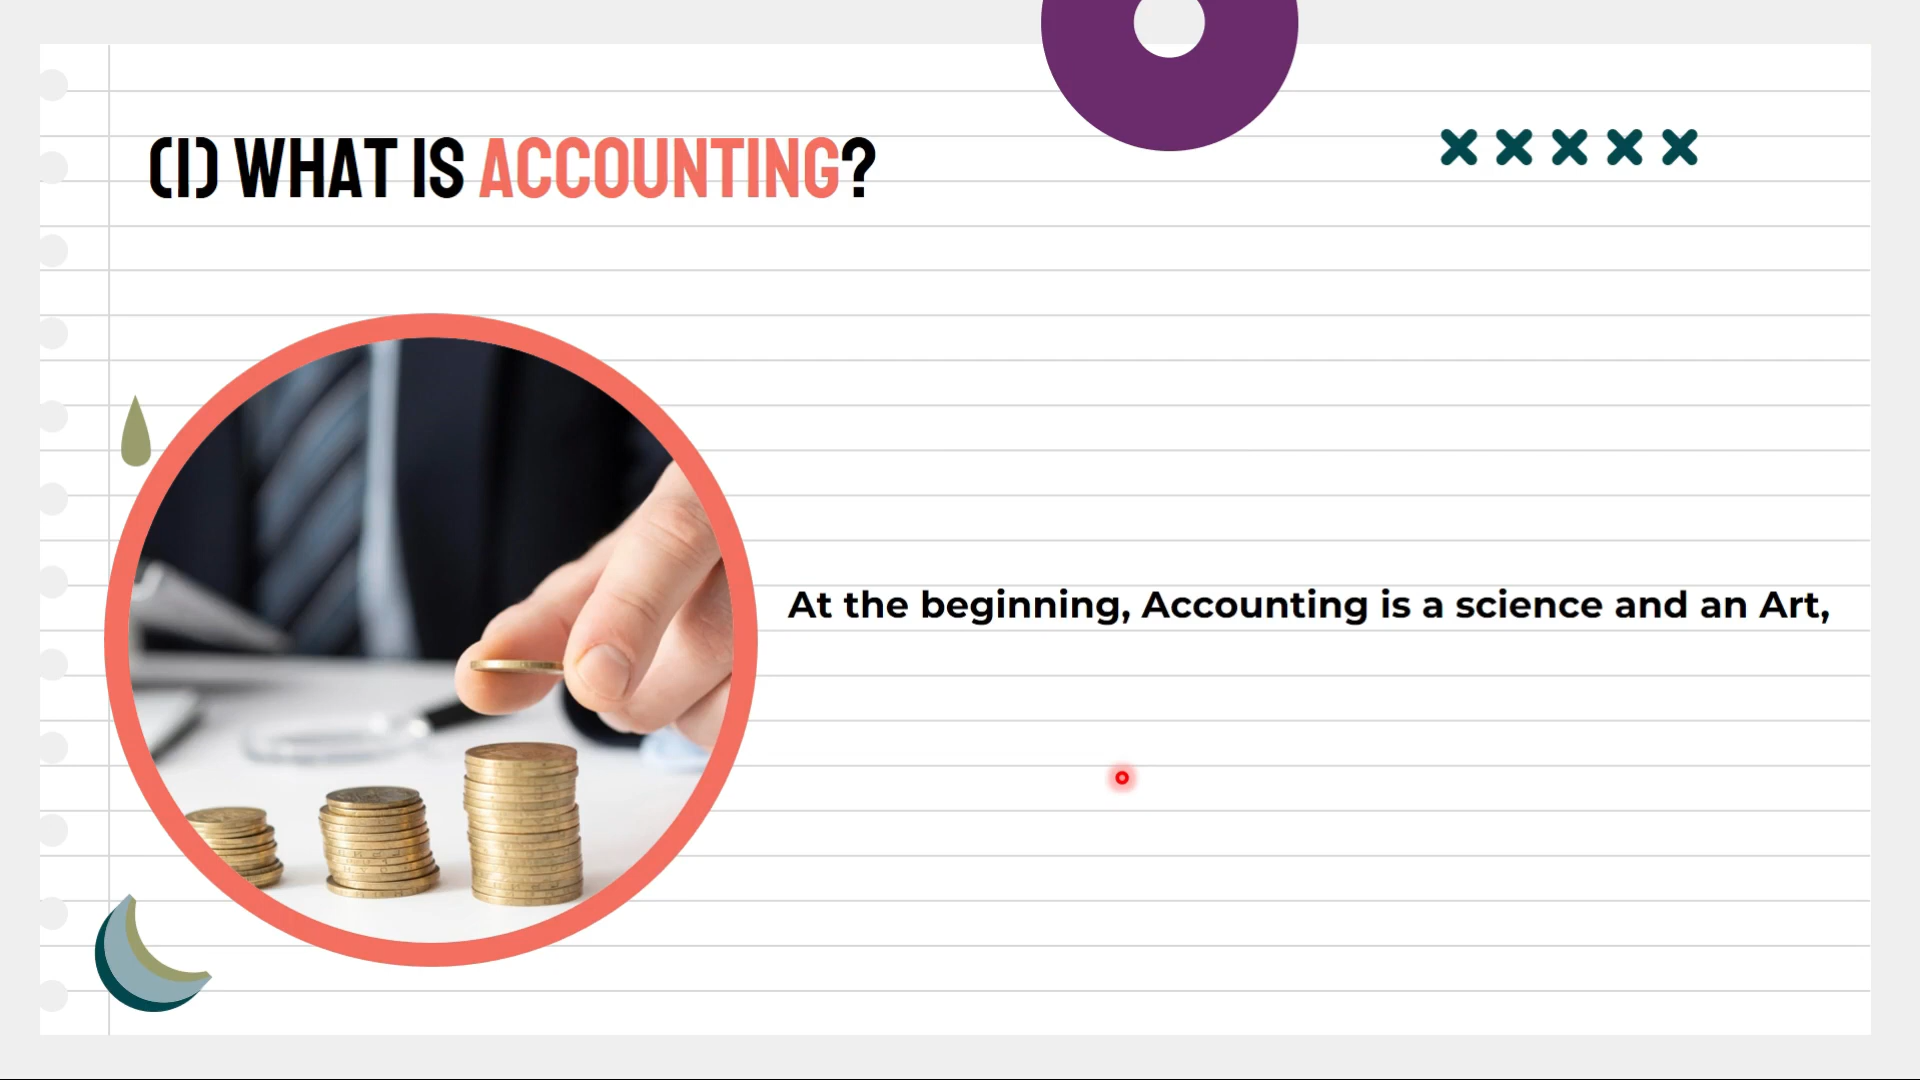 (I) WHAT IS ACCOUNTING?
At the beginning, Accounting is a science and an Art,